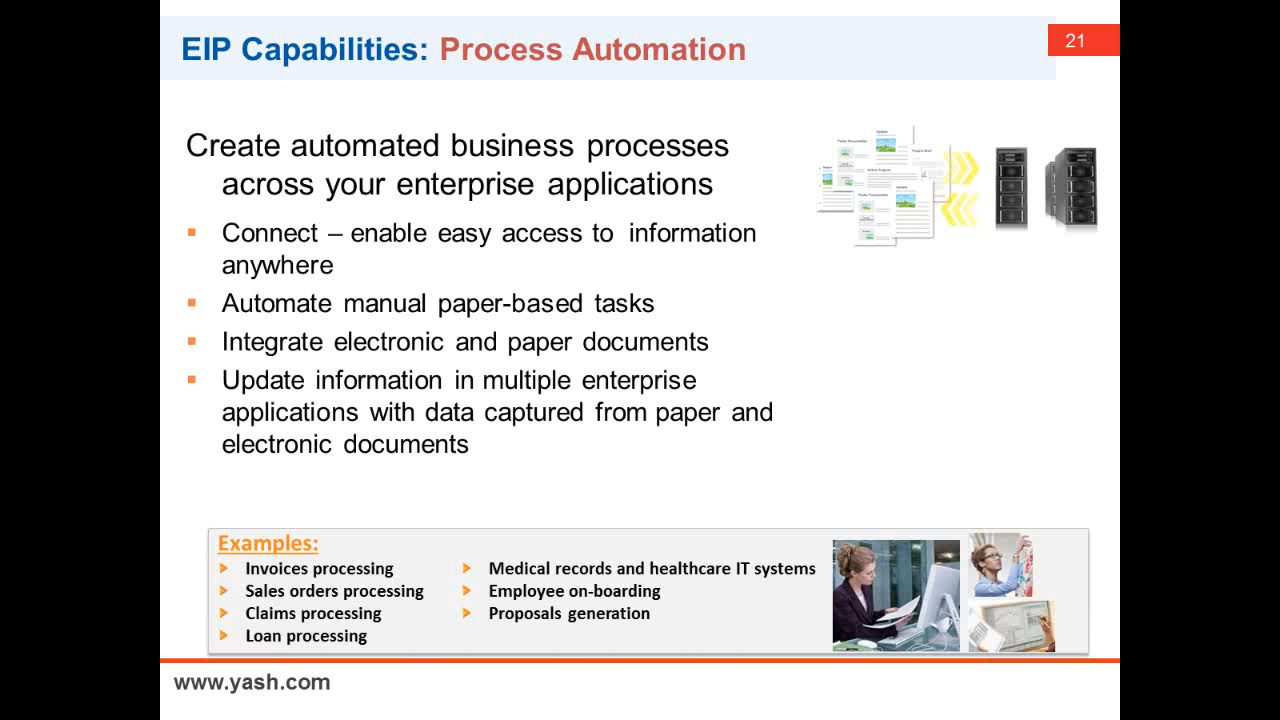 EIP Capabilities: Process Automation
21
Create automated business processes
across your enterprise applications
Connect – enable easy access to information
anywhere
Automate manual paper-based tasks
Integrate electronic and paper documents
Update information in multiple enterprise
applications with data captured from paper and
electronic documents
Examples:
Invoices processing
Sales orders processing
Claims processing
Loan processing
Medical records and healthcare IT systems
Employee on-boarding
Proposals generation
www.yash.com